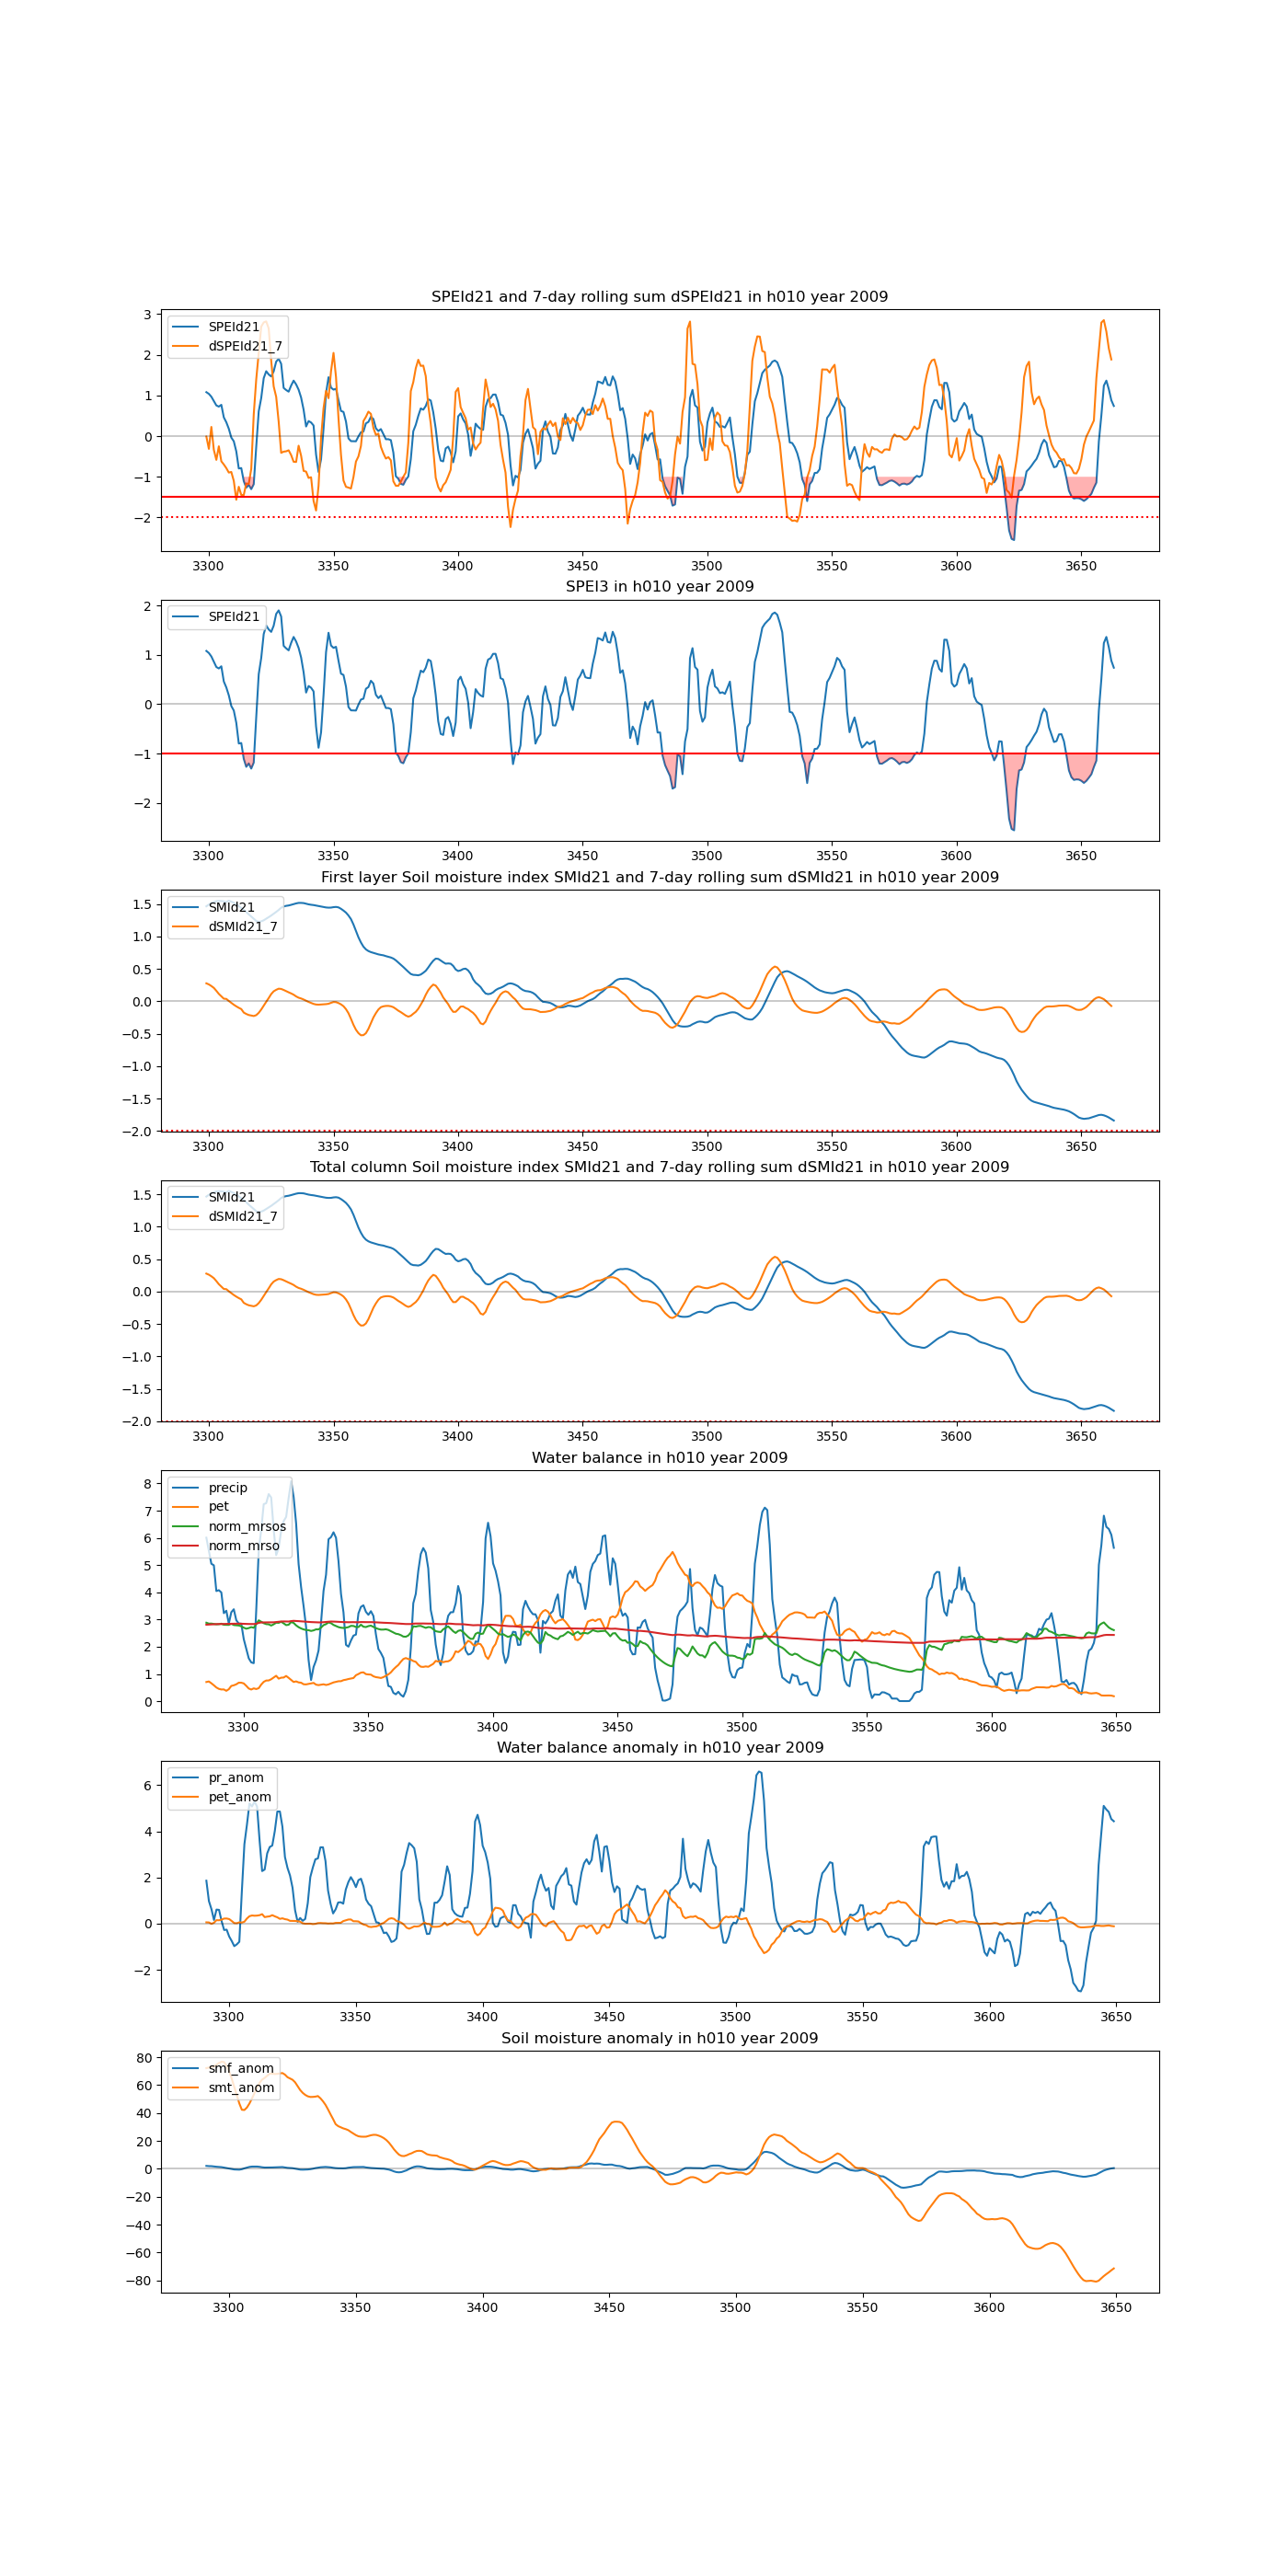 SPEId21 and 7-day rolling sum dSPEId21 in h010 year 2009
SPEId21
dSPEId21_7
3
2
1
0
−1
−2
3300 3350 3400 3450 3500 3550 3600 3650
SPEI3 in h010 year 2009
SPEId21
2
1
0
−1
−2
3300 3350 3400 3450 3500 3550 3600 3650
First layer Soil moisture index SMId21 and 7-day rolling sum dSMId21 in h010 year 2009
SMId21
dSMId21_7
1.5
1.0
0.5
0.0
−0.5
−1.0
−1.5
−2.0
3300 3350 3400 3450 3500 3550 3600 3650
Total column Soil moisture index SMId21 and 7-day rolling sum dSMId21 in h010 year 2009
SMId21
dSMId21_7
1.5
1.0
0.5
0.0
−0.5
−1.0
−1.5
−2.0
3300 3350 3400 3450 3500 3550 3600 3650
Water balance in h010 year 2009
precip
pet
norm_mrsos
norm_mrso
8
7
6
5
4
3
2
1
0
3300 3350 3400 3450 3500 3550 3600 3650
Water balance anomaly in h010 year 2009
pr_anom
pet_anom
6
4
2
0
−2
3300 3350 3400 3450 3500 3550 3600 3650
Soil moisture anomaly in h010 year 2009
smf_anom
smt_anom
80
60
40
20
0
−20
−40
−60
−80
3300 3350 3400 3450 3500 3550 3600 3650